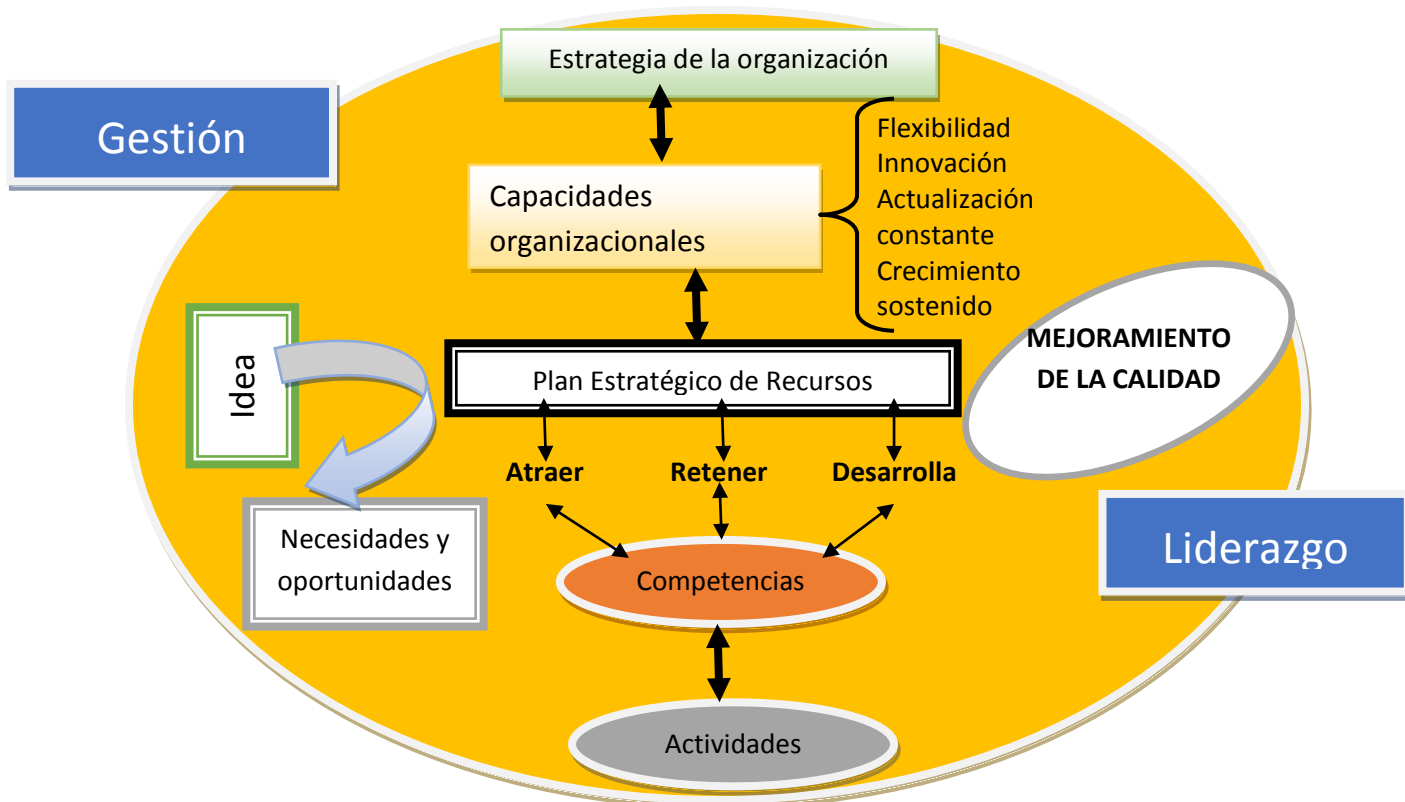 Estrategia de la organización
Gestión
Flexibilidad
Innovación
Actualización
constante
Crecimiento
sostenido
Capacidades
organizacionales
MEJORAMIENTO
DE LA CALIDAD
Idea
Plan Estratégico de Recursos
Atraer
Retener
Desarrolla
Necesidades y
oportunidades
Liderazgo
Competencias
Actividades